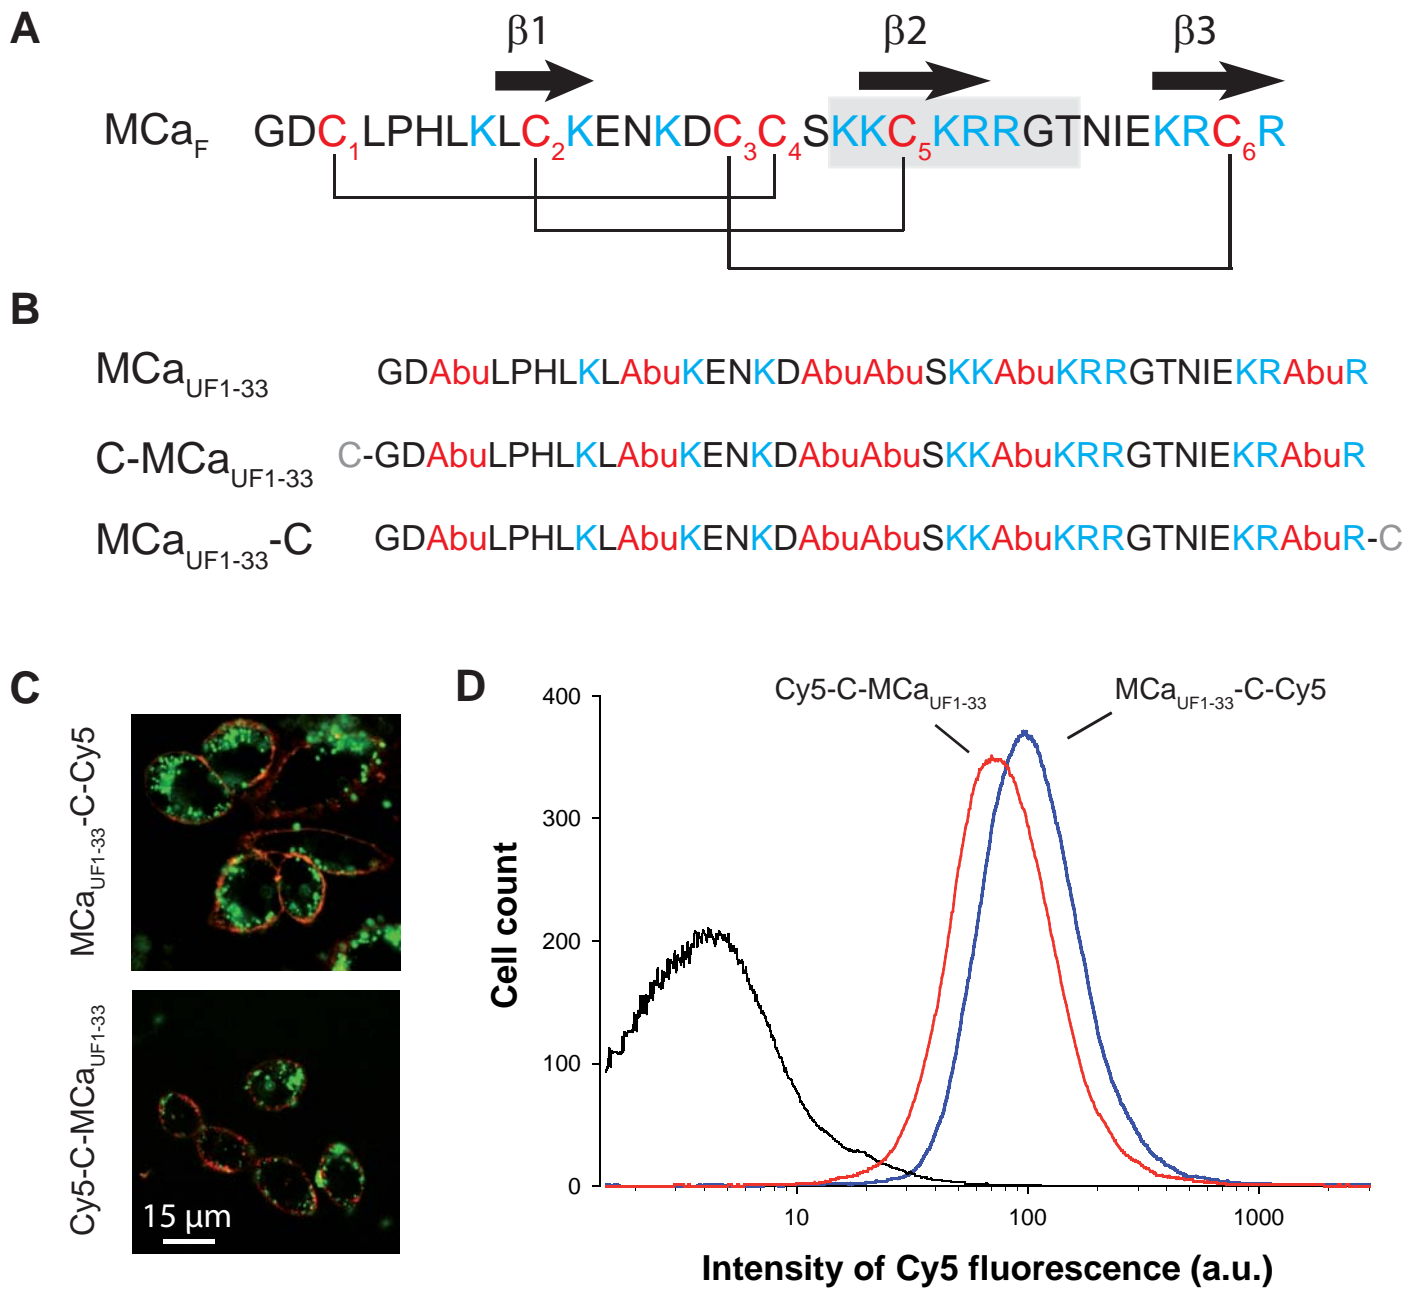 A
β1 β2 β3
MCaF GDC1LPHLKLC2KENKDC3C4SKKC5KRRGTNIEKRC6R
B
MCaUF1-33 GDAbuLPHLKLAbuKENKDAbuAbuSKKAbuKRRGTNIEKRAbuR
C-MCaUF1-33 C-GDAbuLPHLKLAbuKENKDAbuAbuSKKAbuKRRGTNIEKRAbuR
MCaUF1-33-C GDAbuLPHLKLAbuKENKDAbuAbuSKKAbuKRRGTNIEKRAbuR-C
C
MCaUF1-33-C-Cy5
Cy5-C-MCaUF1-33
15 µm
D
Cy5-C-MCaUF1-33
MCaUF1-33-C-Cy5
Cell count
400
300
200
100
0
10 100 1000
Intensity of Cy5 fluorescence (a.u.)